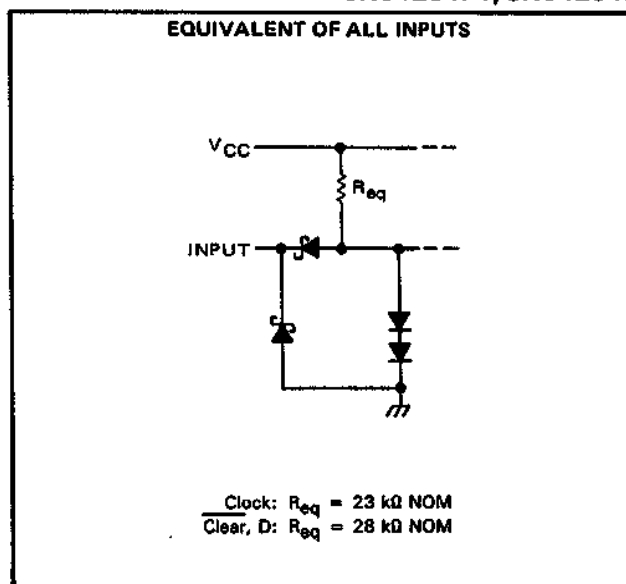 EQUIVALENT OF ALL INPUTS
VCC
Req
INPUT
Clock: Req = 23 kΩ NOM
Clear, D: Req = 28 kΩ NOM